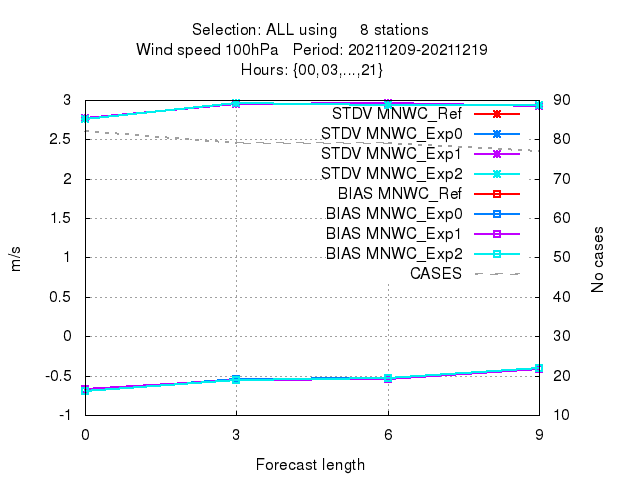 Selection: ALL using     8 stations
Wind speed 100hPa   Period: 20211209-20211219
Hours: {00,03,...,21}
3
2.5
2
1.5
1
0.5
0
-0.5
-1
m/s
STDV MNWC_Ref
STDV MNWC_Exp0
STDV MNWC_Exp1
STDV MNWC_Exp2
BIAS MNWC_Ref
BIAS MNWC_Exp0
BIAS MNWC_Exp1
BIAS MNWC_Exp2
CASES
90
80
70
60
50
40
30
20
10
No cases
0 3 6 9
Forecast length